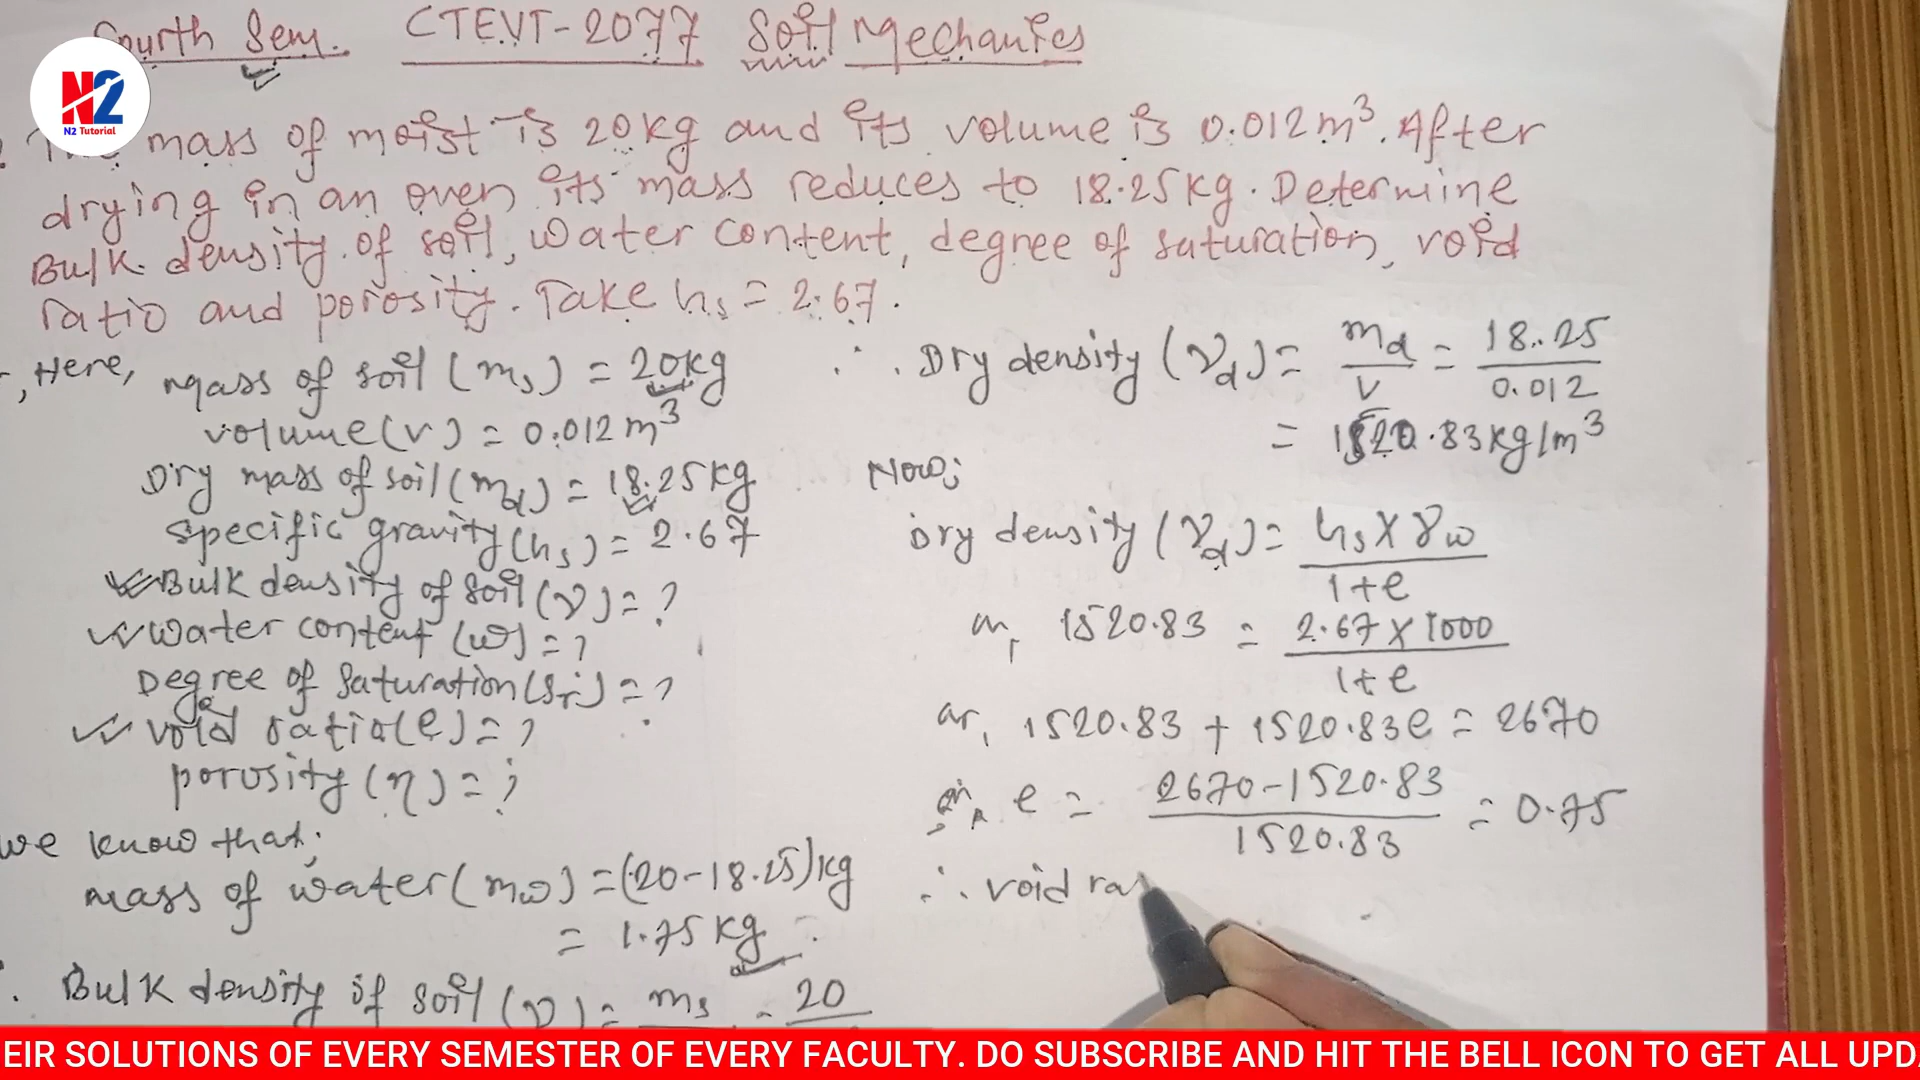 Fourth Sem. CTEVT-2077 Soil Mechanics
N2
N2 Tutorial
The mass of moist is 20kg and its volume is 0.012m³. After
drying in an oven its mass reduces to 18.25kg. Determine
Bulk density of soil, water content, degree of saturation, void
ratio and porosity. Take Gs = 2.67.
Here,
mass of soil (ms) = 20kg
volume(v) = 0.012m³
Dry mass of soil(md) = 18.25kg
specific gravity(Gs) = 2.67
Bulk density of soil(γ) = ?
water content (w) = ?
Degree of saturation(Sr) = ?
void ratio(e) = ?
porosity (η) = ?
we know that;
mass of water(mw) = (20-18.25)kg
= 1.75kg
Bulk density of soil (γ) = ms = 20
∴ Dry density (γd) = md/v = 18.25/0.012
= 1520.83kg/m³
Now;
Dry density (γd) = Gs×γw/1+e
or, 1520.83 = 2.67×1000/1+e
or, 1520.83 + 1520.83e = 2670
e = 2670-1520.83/1520.83 = 0.75
∴ void ra
EIR SOLUTIONS OF EVERY SEMESTER OF EVERY FACULTY. DO SUBSCRIBE AND HIT THE BELL ICON TO GET ALL UPD